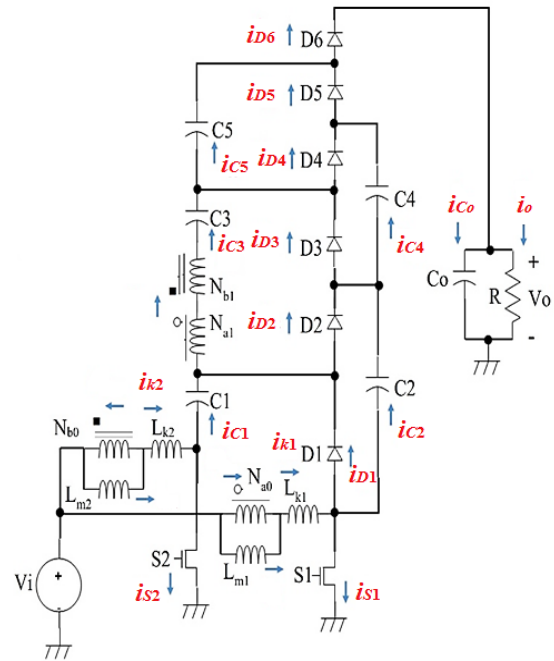 iD6 D6
iD5 D5
C5
iC5
iD4 D4
C3
C4
iC3
iD3 D3
iC4
iCo io
Co R Vo
+
-
Nb1
Na1
iD2 D2
ik2
C1
C2
Nb0 Lk2
iC1
iC2
ik1
D1
iD1
Lm2
Na0 Lk1
S2
Lm1
S1
Vi
+
-
iS2
iS1